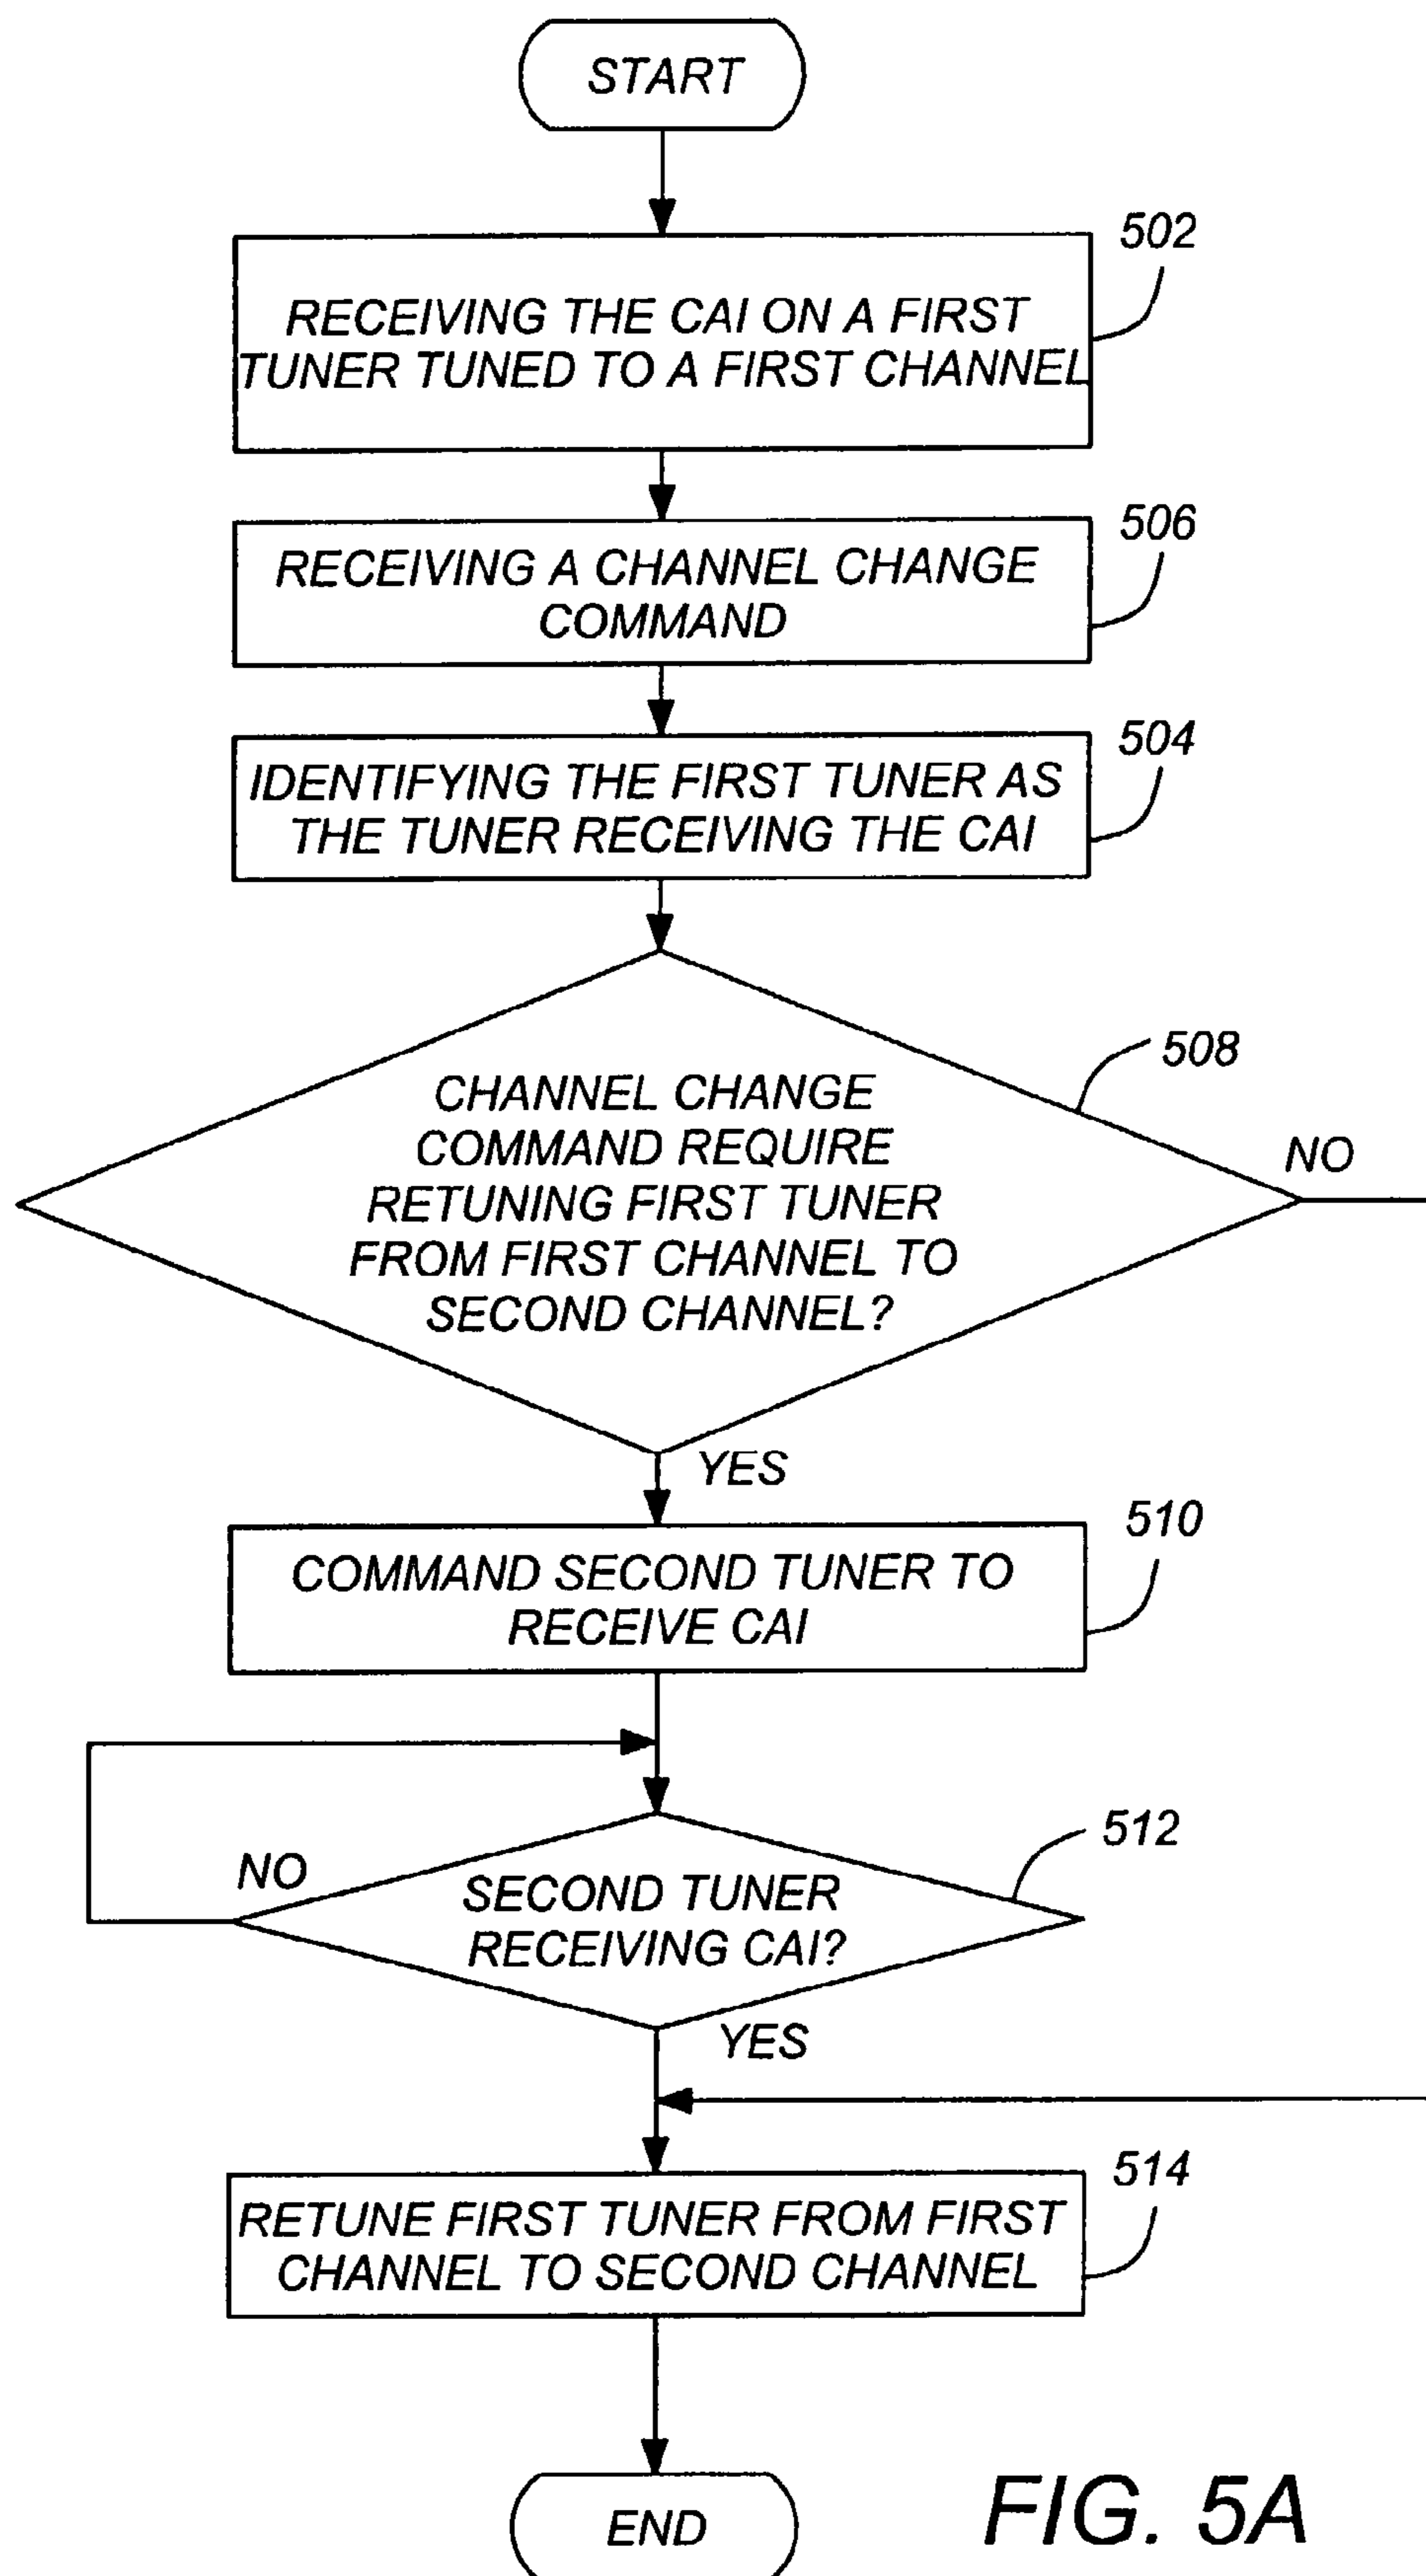 START
502
RECEIVING THE CAI ON A FIRST
TUNER TUNED TO A FIRST CHANNEL
506
RECEIVING A CHANNEL CHANGE
COMMAND
504
IDENTIFYING THE FIRST TUNER AS
THE TUNER RECEIVING THE CAI
508
CHANNEL CHANGE
COMMAND REQUIRE
RETUNING FIRST TUNER
FROM FIRST CHANNEL TO
SECOND CHANNEL?
NO
YES
510
COMMAND SECOND TUNER TO
RECEIVE CAI
512
NO
SECOND TUNER
RECEIVING CAI?
YES
514
RETUNE FIRST TUNER FROM FIRST
CHANNEL TO SECOND CHANNEL
END
FIG. 5A